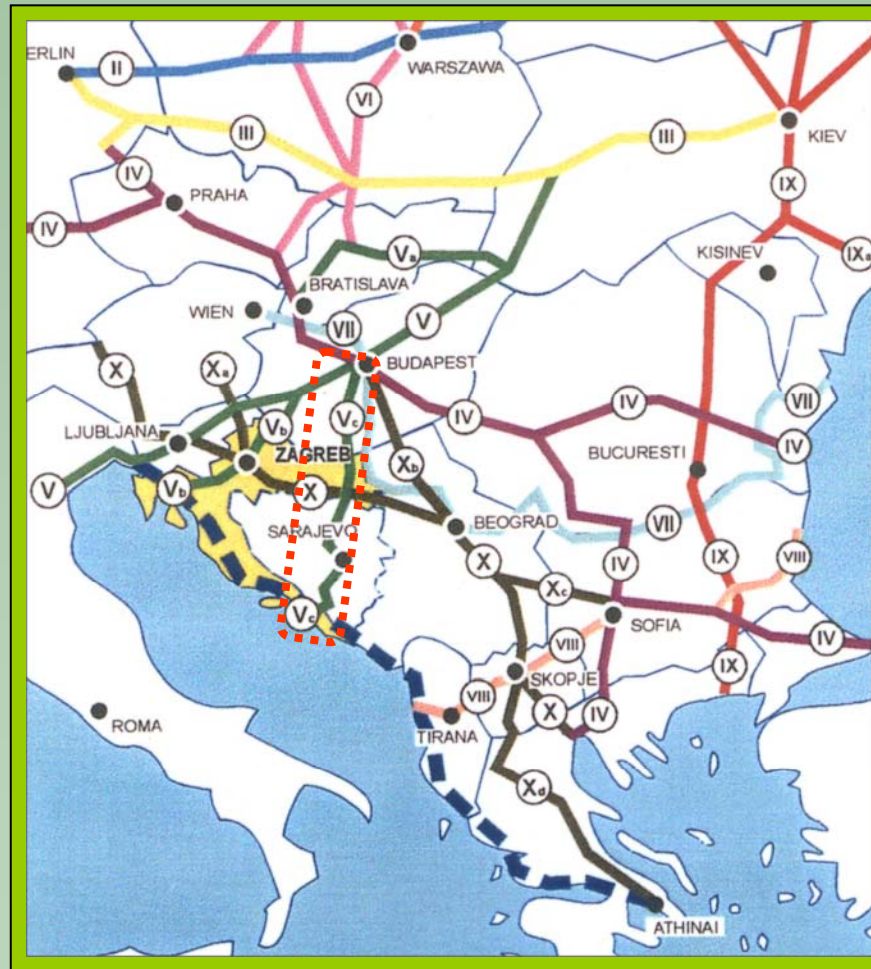 ERLIN
II
WARSZAWA
VI
III
III
KIEV
IV
PRAHA
IX
IV
Va
KISINEV
IXa
BRATISLAVA
WIEN
VII
V
BUDAPEST
X
Xa
VII
IV
IV
IV
Vb
Vc
LJUBLJANA
ZAGREB
Xb
BUCURESTI
V
Vb
X
BEOGRAD
VII
SARAJEVO
X
IV
IX
VIII
Xc
Vc
SOFIA
IV
VIII
SKOPJE
IX
VIII
ROMA
TIRANA
X
IV
Xd
ATHINAI